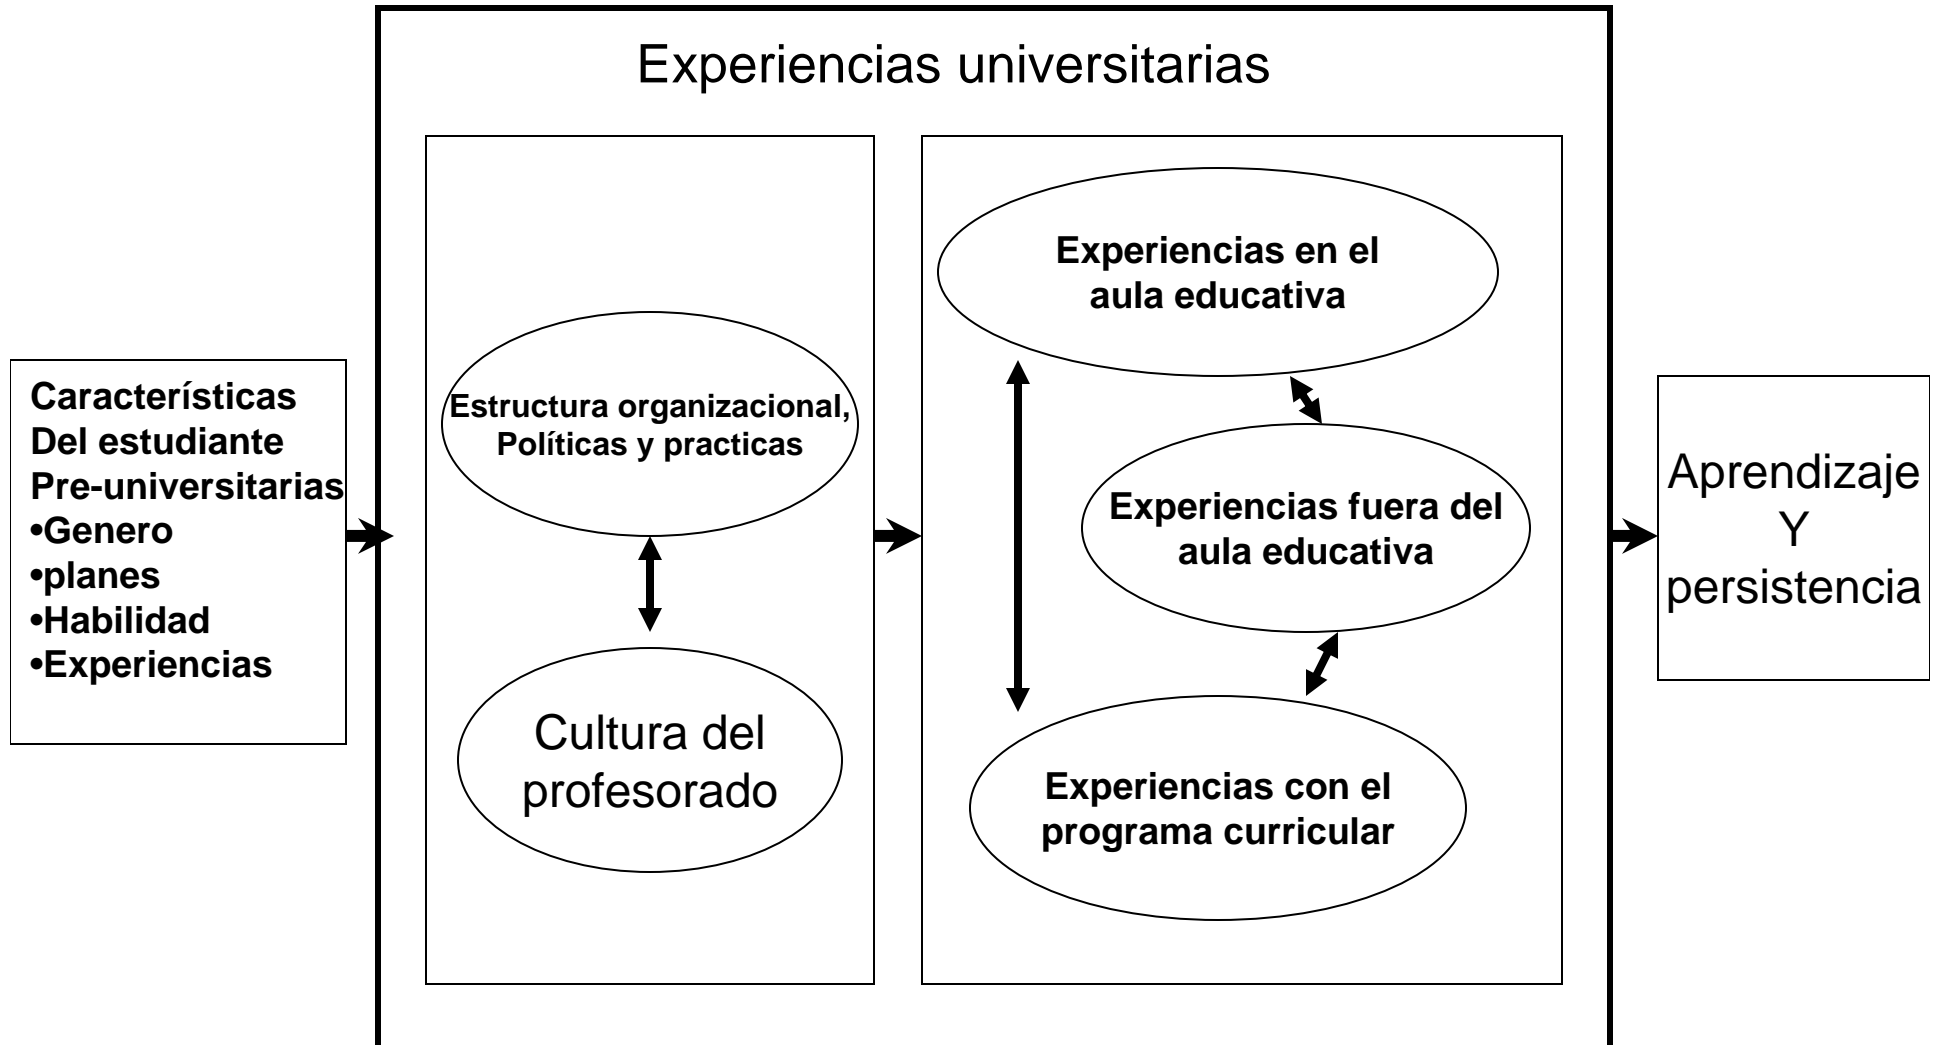 Experiencias universitarias
Característícas
Del estudiante
Pre-universitarias
•Genero
•planes
•Habilidad
•Experiencias
Estructura organizacional,
Políticas y practicas
Cultura del
profesorado
Experiencias en el
aula educativa
Experiencias fuera del
aula educativa
Experiencias con el
programa curricular
Aprendizaje
Y
persistencia